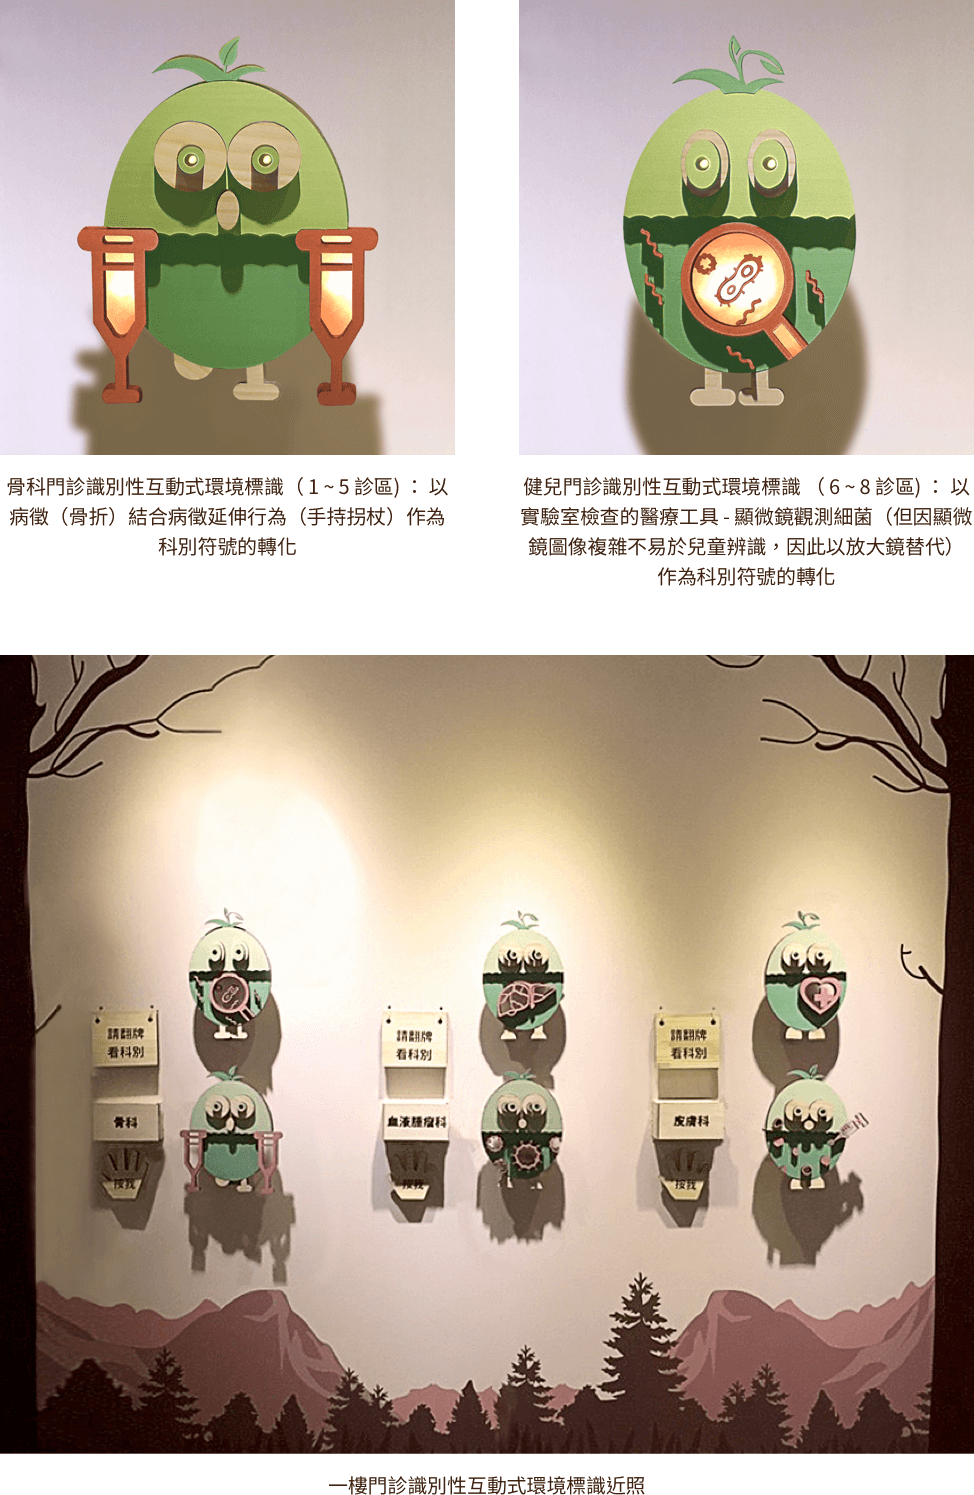 骨科門診識別性互動式環境標識（1~5 診區）：以
病徵（骨折）結合病徵延伸行為（手持拐杖）作為
科別符號的轉化
健兒門診識別性互動式環境標識 （6~8 診區）：以
實驗室檢查的醫療工具 - 顯微鏡觀測細菌（但因顯微
鏡圖像複雜不易於兒童辨識，因此以放大鏡替代）
作為科別符號的轉化
請翻牌
看科別
骨科
按我
請翻牌
看科別
血液腫瘤科
按我
請翻牌
看科別
皮膚科
按我
一樓門診識別性互動式環境標識近照